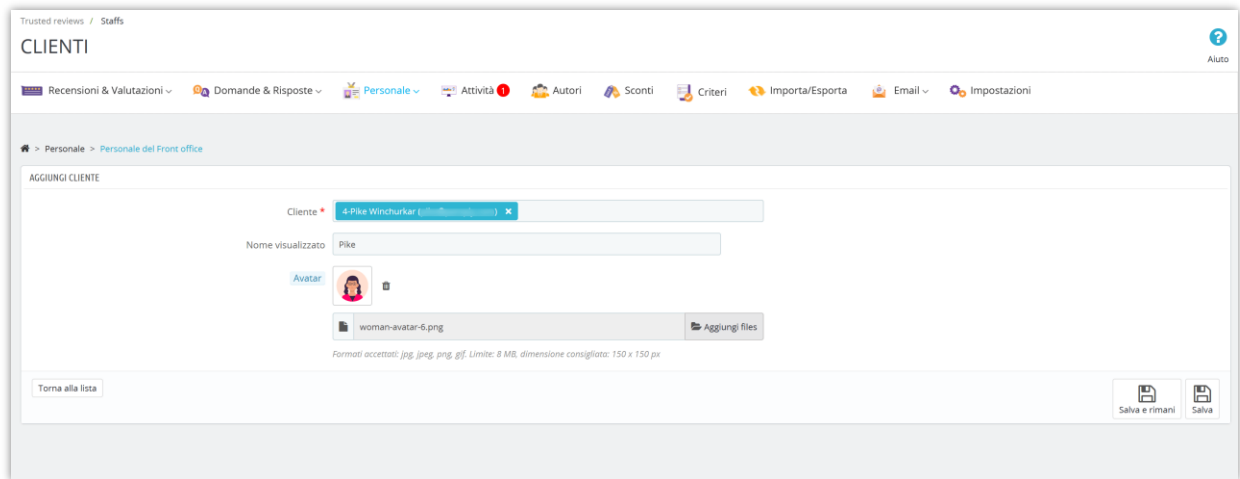 Trusted reviews / Staffs
CLIENTI
Aiuto
Recensioni & Valutazioni Domande & Risposte Personale Attività 1 Autori Sconti Criteri Importa/Esporta Email Impostazioni
> Personale > Personale del Front office
AGGIUNGI CLIENTE
Cliente * 4-Pike Winchurkar ( ) x
Nome visualizzato Pike
Avatar
woman-avatar-6.png Aggiungi files
Formati accettati: jpg, jpeg, png, gif. Limite: 8 MB, dimensione consigliata: 150 x 150 px
Torna alla lista Salva e rimani Salva